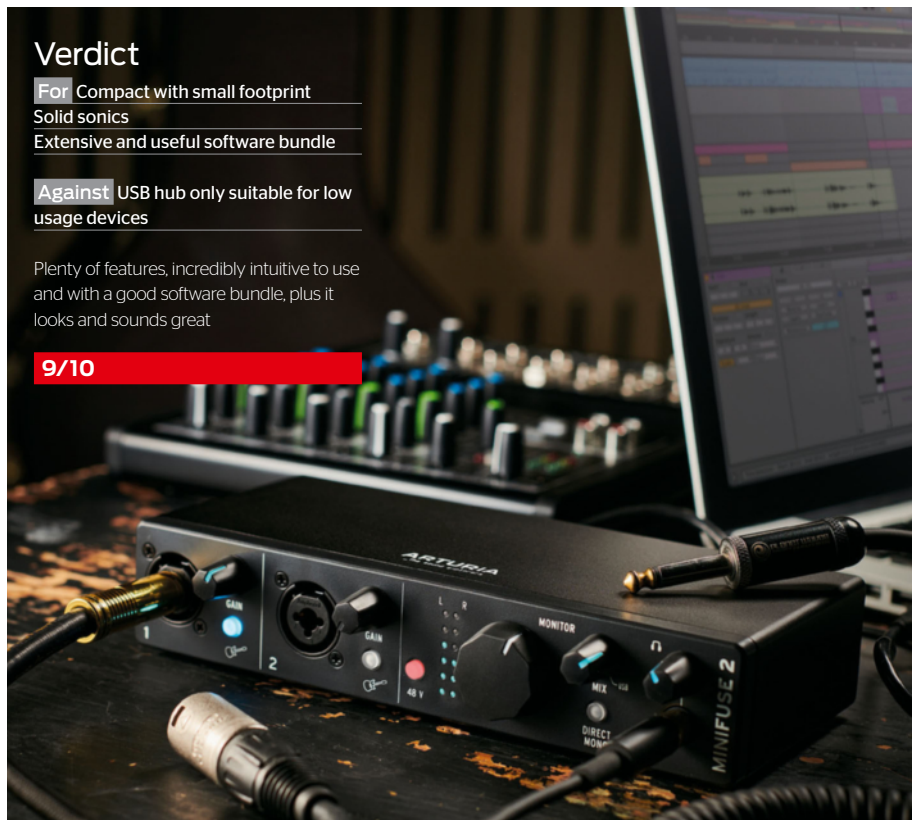 Verdict
For Compact with small footprint
Solid sonics
Extensive and useful software bundle
Against USB hub only suitable for low
usage devices
Plenty of features, incredibly intuitive to use
and with a good software bundle, plus it
looks and sounds great
9/10
ARTURIA
L R
MONITOR
GAIN
1
GAIN
2
48 V
MIX
USB
DIRECT
MINIFUSE 2